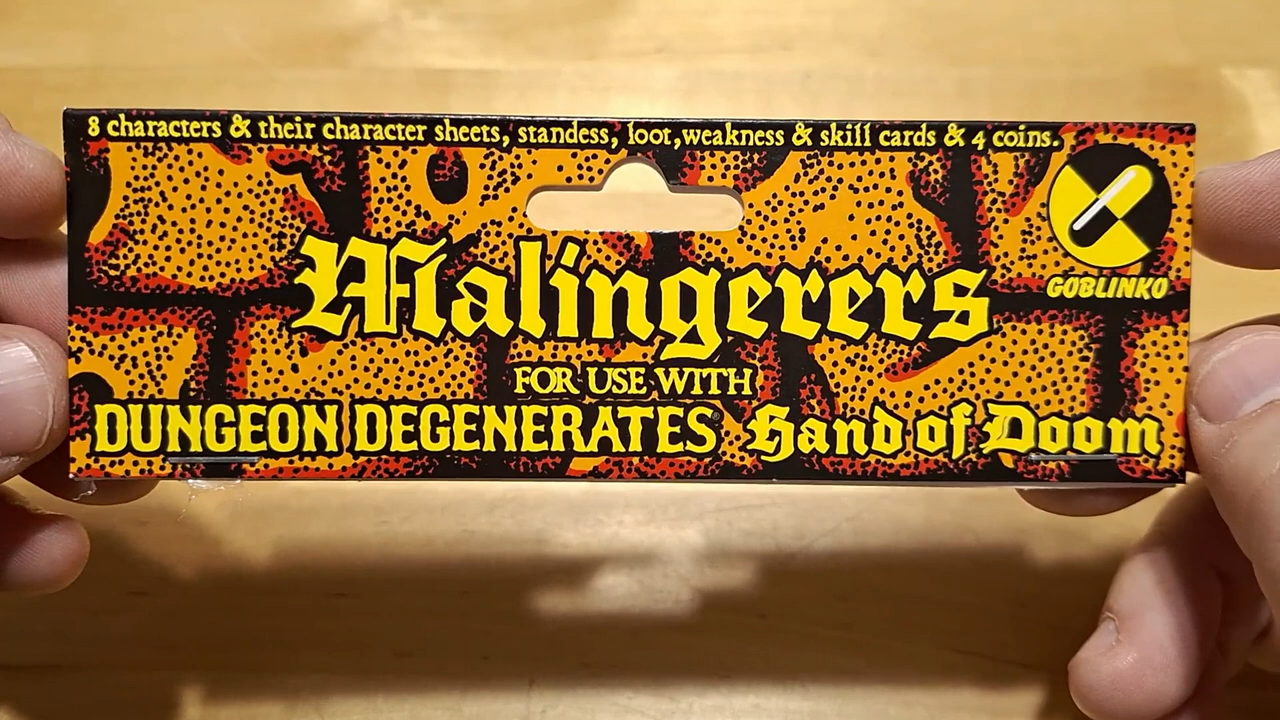 8 characters & their character sheets, standess, loot,weakness & skill cards & 4 coins.
GOBLINKO
Malingerers
FOR USE WITH
DUNGEON DEGENERATES® Hand of Doom